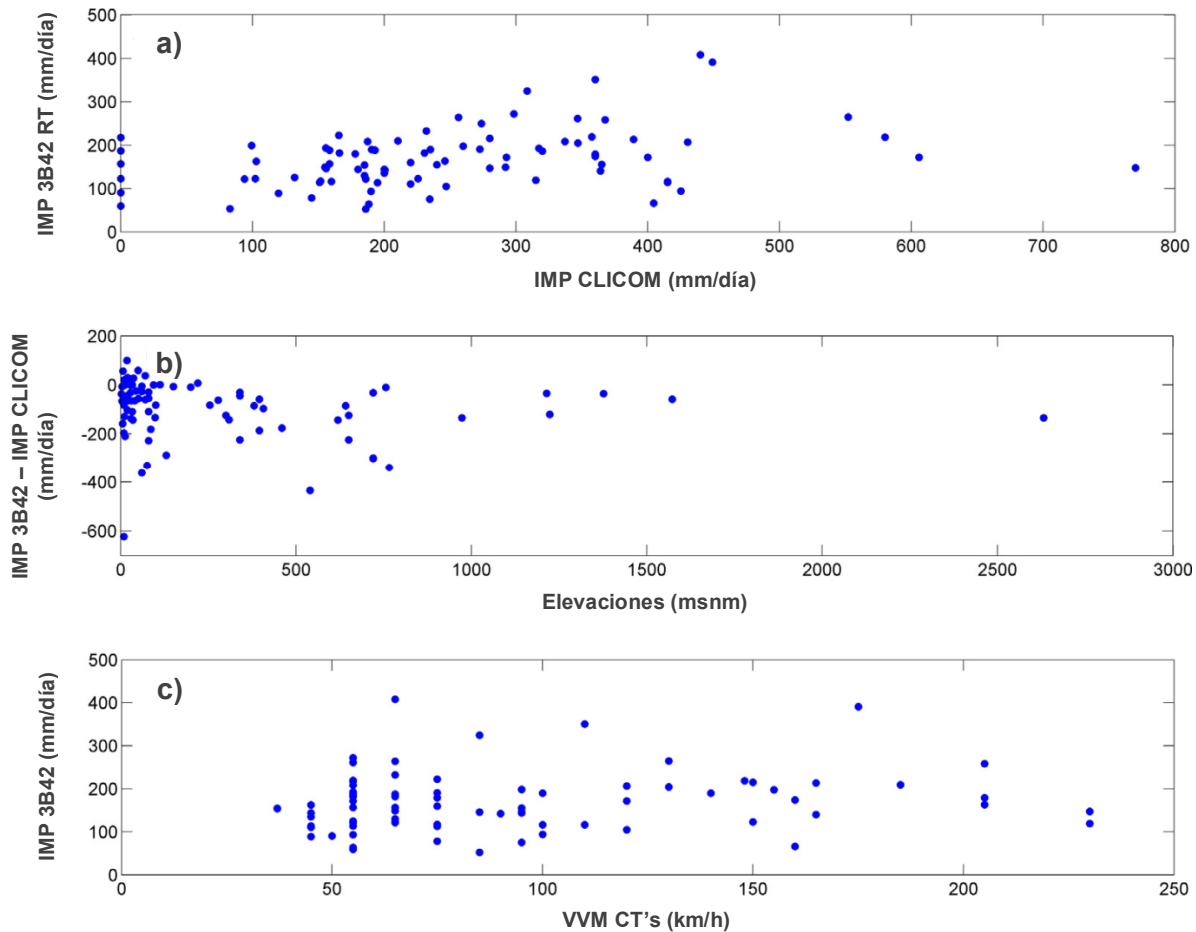 500
400
300
200
100
0
a)
IMP 3B42 RT (mm/día)
0 100 200 300 400 500 600 700 800
IMP CLICOM (mm/día)
200
0
-200
-400
-600
b)
IMP 3B42 – IMP CLICOM
(mm/día)
0 500 1000 1500 2000 2500 3000
Elevaciones (msnm)
500
400
300
200
100
0
c)
IMP 3B42 (mm/día)
0 50 100 150 200 250
VVM CT's (km/h)